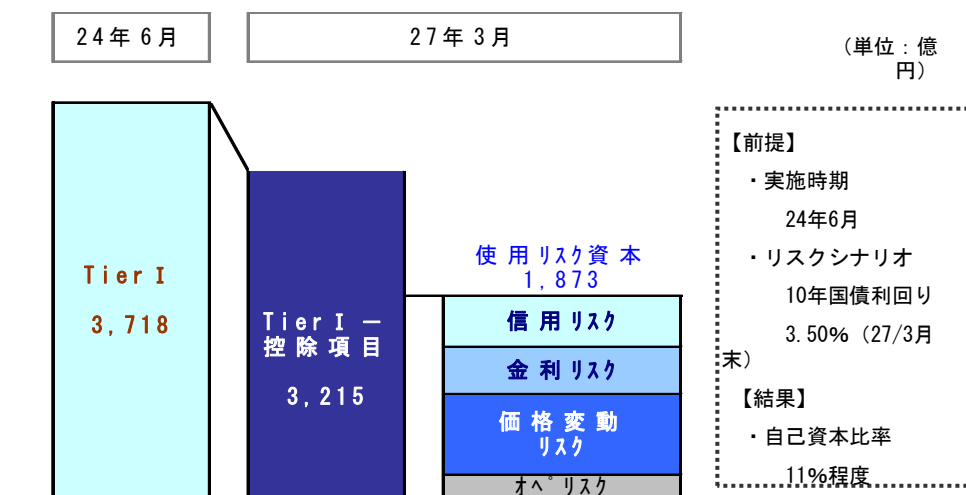 24年6月
27年3月
（単位：億
円）
TierⅠ
3,718
TierⅠ－
控除項目
3,215
使用リスク資本
1,873
信用リスク
金利リスク
価格変動
リスク
オペリスク
【前提】
・実施時期
24年6月
・リスクシナリオ
10年国債利回り
3.50%（27/3月
末）
【結果】
・自己資本比率
11%程度